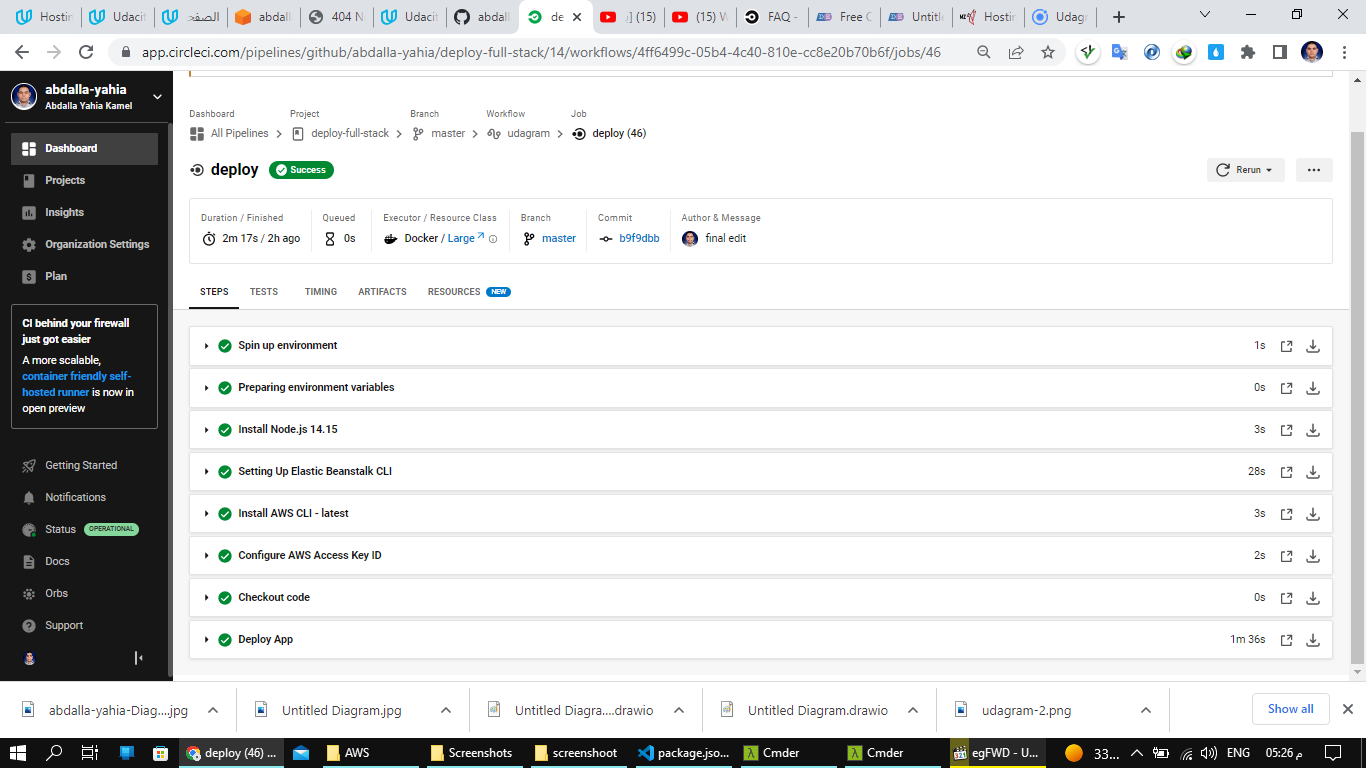 Hostin
Udacit
Udacit
الصفح
abdall
404 N
Udacit
abdall
de
(15) [ا
(15) W
FAQ -
Free C
Untitle
Hostin
Udagr
app.circleci.com/pipelines/github/abdalla-yahia/deploy-full-stack/14/workflows/4ff6499c-05b4-4c40-810e-cc8e20b70b6f/jobs/46
abdalla-yahia
Abdalla Yahia Kamel
Dashboard
Projects
Insights
Organization Settings
Plan
CI behind your firewall
just got easier
A more scalable,
container friendly self-
hosted runner is now in
open preview
Getting Started
Notifications
Status OPERATIONAL
Docs
Orbs
Support
Dashboard Project Branch Workflow Job
All Pipelines deploy-full-stack master udagram deploy (46)
deploy Success
Rerun
Duration / Finished Queued Executor / Resource Class Branch Commit Author & Message
2m 17s / 2h ago 0s Docker / Large master b9f9dbb final edit
STEPS TESTS TIMING ARTIFACTS RESOURCES NEW
Spin up environment 1s
Preparing environment variables 0s
Install Node.js 14.15 3s
Setting Up Elastic Beanstalk CLI 28s
Install AWS CLI - latest 3s
Configure AWS Access Key ID 2s
Checkout code 0s
Deploy App 1m 36s
abdalla-yahia-Diag....jpg
Untitled Diagram.jpg
Untitled Diagra....drawio
Untitled Diagram.drawio
udagram-2.png
Show all
deploy (46) ...
AWS
Screenshots
screenshoot
package.jso...
Cmder
Cmder
egFWD - U...
33...
ENG
05:26 م